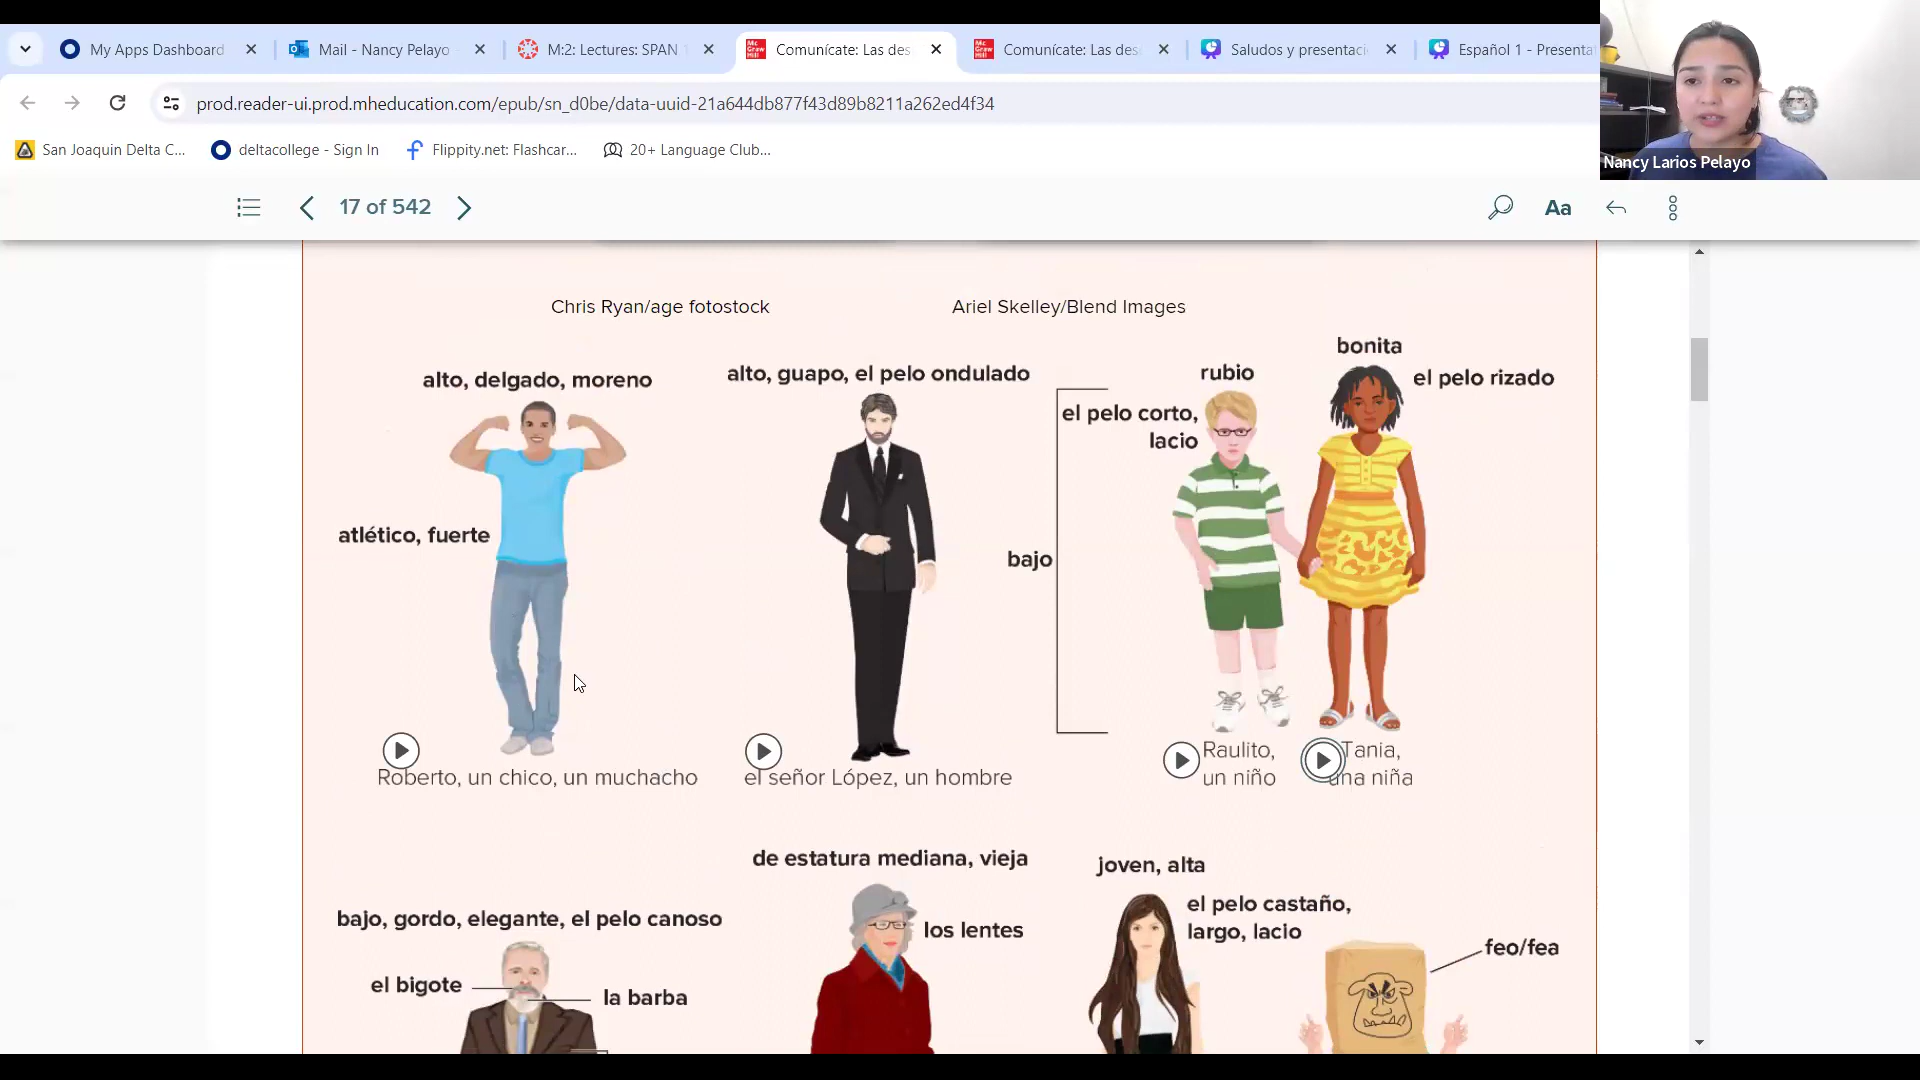 My Apps Dashboard
Mail - Nancy Pelayo
M:2: Lectures: SPAN 1
Comunícate: Las des
Comunícate: Las des
Saludos y presentaci
Español 1 - Presenta
prod.reader-ui.prod.mheducation.com/epub/sn_d0be/data-uuid-21a644db877f43d89b8211a262ed4f34
San Joaquin Delta C...
deltacollege - Sign In
Flippity.net: Flashcar...
20+ Language Club...
Nancy Larios Pelayo
17 of 542
Aa
Chris Ryan/age fotostock
Ariel Skelley/Blend Images
alto, delgado, moreno
atlético, fuerte
Roberto, un chico, un muchacho
alto, guapo, el pelo ondulado
el señor López, un hombre
bajo
rubio
el pelo corto,
lacio
Raulito,
un niño
bonita
el pelo rizado
Tania,
una niña
bajo, gordo, elegante, el pelo canoso
el bigote
la barba
de estatura mediana, vieja
los lentes
joven, alta
el pelo castaño,
largo, lacio
feo/fea